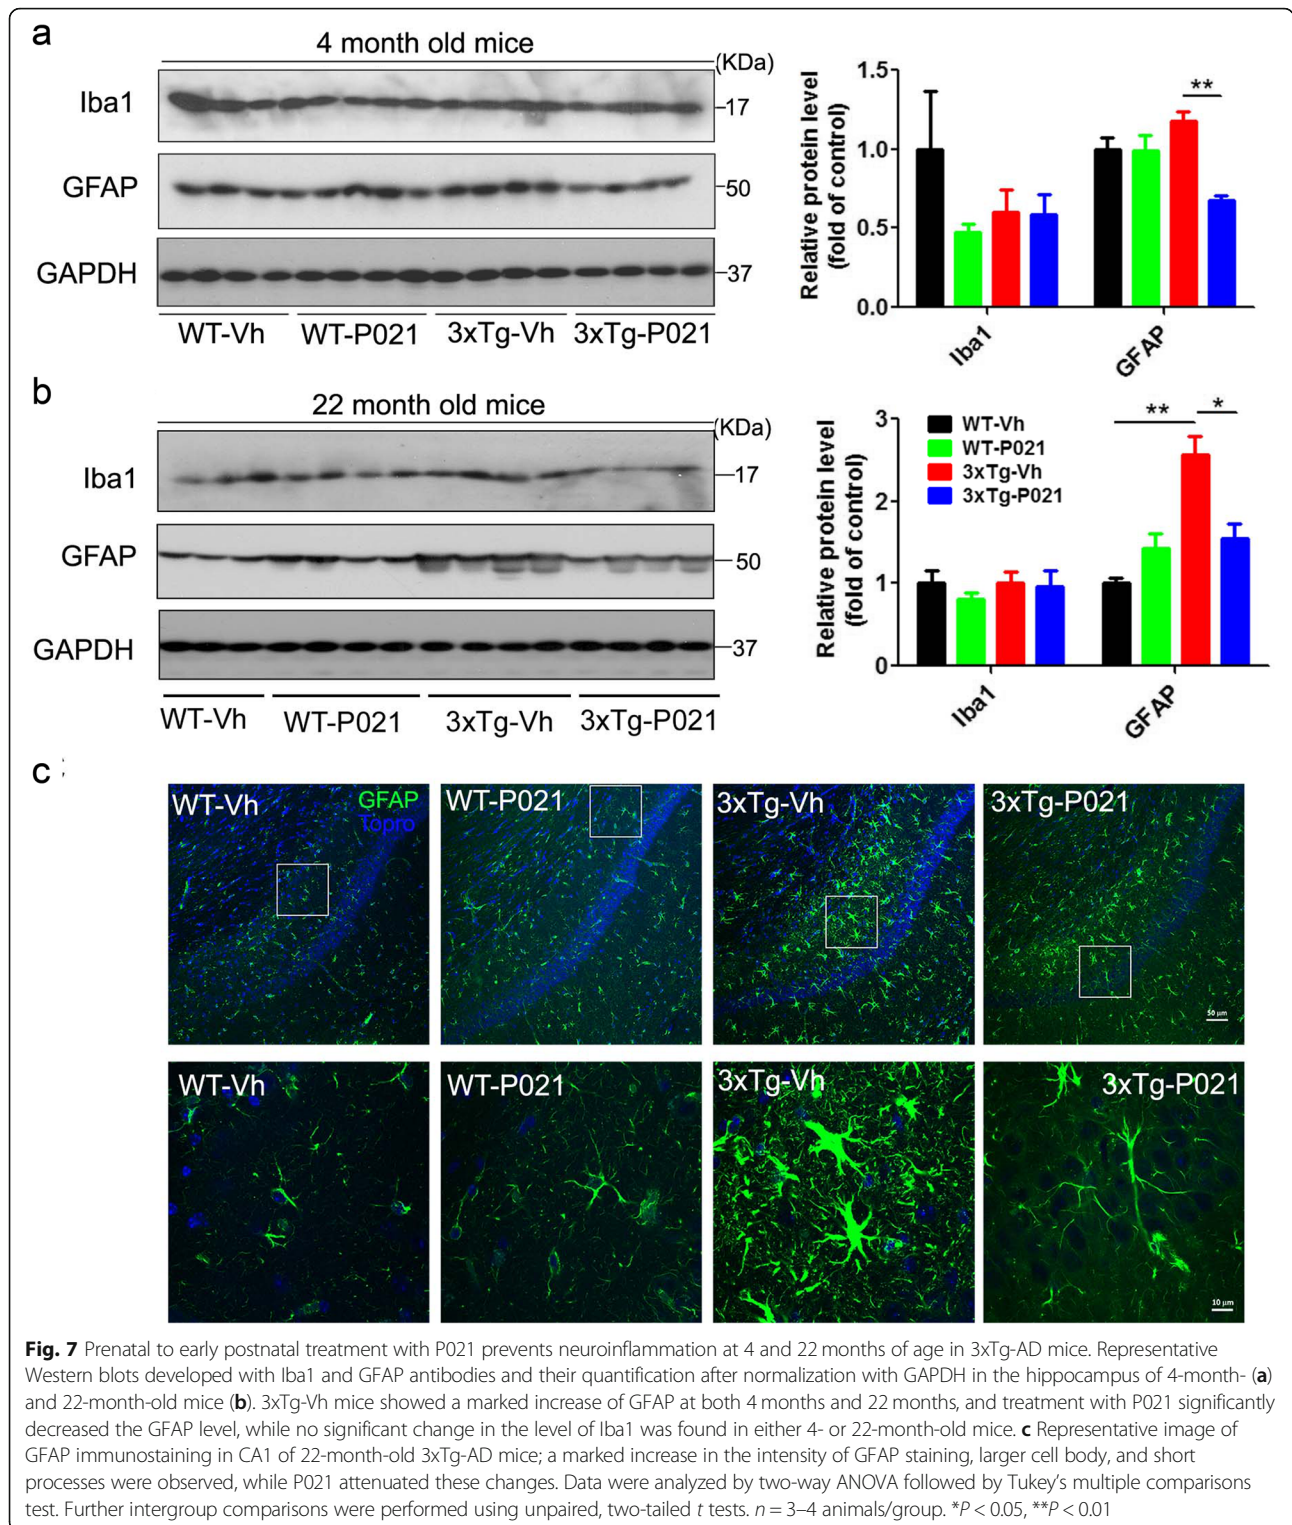 a
4 month old mice
(KDa)
Iba1
17
GFAP
50
GAPDH
37
WT-Vh WT-P021 3xTg-Vh 3xTg-P021
Relative protein level
(fold of control)
1.5
1.0
0.5
0.0
**
Iba1 GFAP
b
22 month old mice
(KDa)
Iba1
17
GFAP
50
GAPDH
37
WT-Vh WT-P021 3xTg-Vh 3xTg-P021
Relative protein level
(fold of control)
3
2
1
0
WT-Vh
WT-P021
3xTg-Vh
3xTg-P021
** *
Iba1 GFAP
c
WT-Vh GFAP
Topro
WT-P021
3xTg-Vh
3xTg-P021
50 µm
WT-Vh
WT-P021
3xTg-Vh
3xTg-P021
10 µm
Fig. 7 Prenatal to early postnatal treatment with P021 prevents neuroinflammation at 4 and 22 months of age in 3xTg-AD mice. Representative
Western blots developed with Iba1 and GFAP antibodies and their quantification after normalization with GAPDH in the hippocampus of 4-month- (a)
and 22-month-old mice (b). 3xTg-Vh mice showed a marked increase of GFAP at both 4 months and 22 months, and treatment with P021 significantly
decreased the GFAP level, while no significant change in the level of Iba1 was found in either 4- or 22-month-old mice. c Representative image of
GFAP immunostaining in CA1 of 22-month-old 3xTg-AD mice; a marked increase in the intensity of GFAP staining, larger cell body, and short
processes were observed, while P021 attenuated these changes. Data were analyzed by two-way ANOVA followed by Tukey's multiple comparisons
test. Further intergroup comparisons were performed using unpaired, two-tailed t tests. n = 3–4 animals/group. *P < 0.05, **P < 0.01